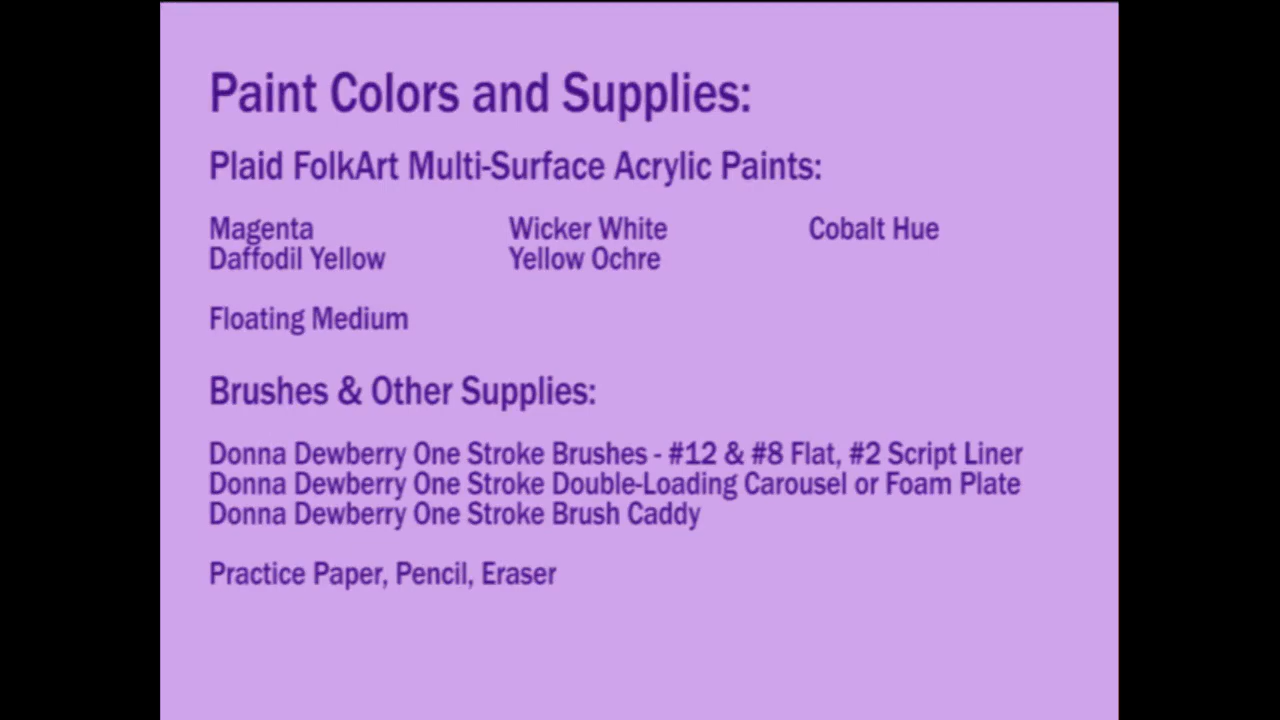 Paint Colors and Supplies:
Plaid FolkArt Multi-Surface Acrylic Paints:
Magenta Wicker White Cobalt Hue
Daffodil Yellow Yellow Ochre
Floating Medium
Brushes & Other Supplies:
Donna Dewberry One Stroke Brushes - #12 & #8 Flat, #2 Script Liner
Donna Dewberry One Stroke Double-Loading Carousel or Foam Plate
Donna Dewberry One Stroke Brush Caddy
Practice Paper, Pencil, Eraser